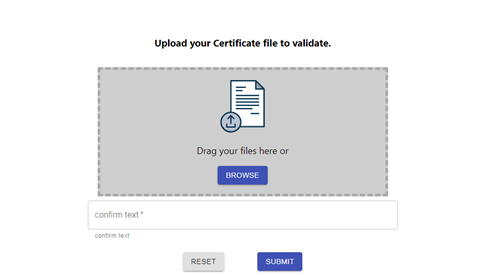 Upload your Certificate file to validate.
Drag your files here or
BROWSE
confirm text *
confirm text
RESET SUBMIT